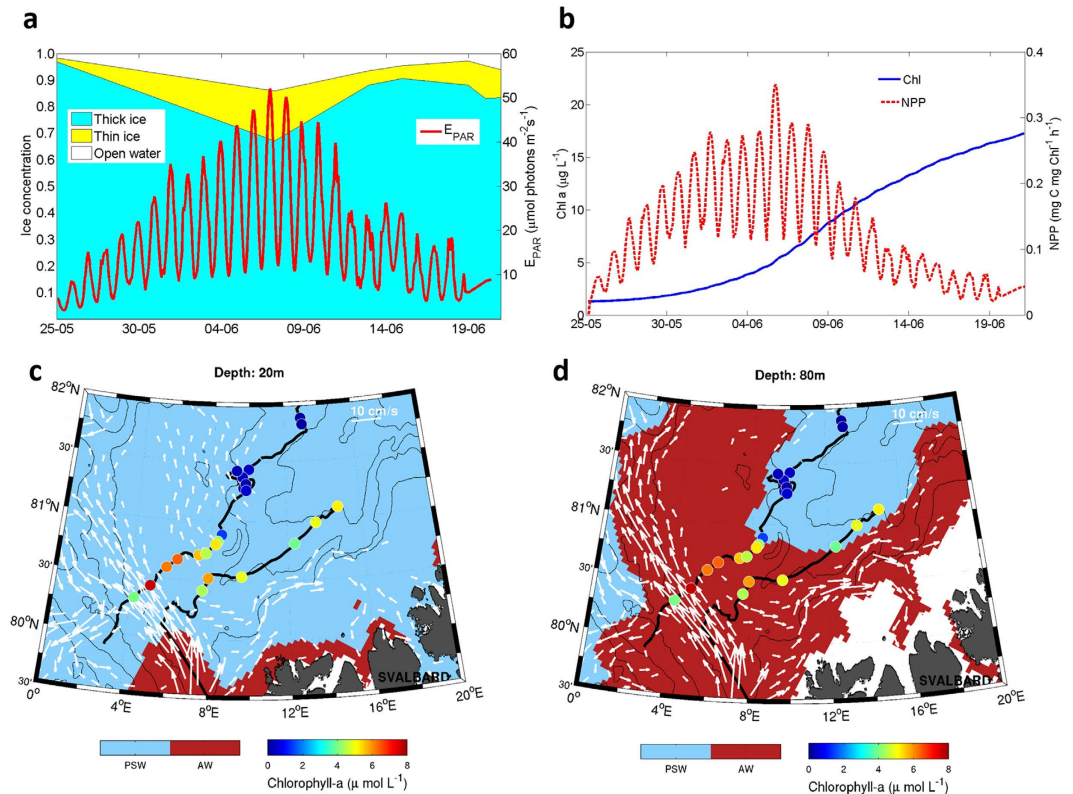 a
1.0
0.9
0.8
0.7
0.6
0.5
0.4
0.3
0.2
0.1
Ice concentration
Thick ice
Thin ice
Open water
E_PAR
60
50
40
30
20
10
E_PAR (μmol photons m⁻²s⁻¹)
25-05 30-05 04-06 09-06 14-06 19-06
b
25
20
15
10
5
0
Chl a (μg L⁻¹)
Chl
NPP
0.4
0.3
0.2
0.1
0
NPP (mg C mg Chl⁻¹ h⁻¹)
25-05 30-05 04-06 09-06 14-06 19-06
c
Depth: 20m
82°N
30'
81°N
30'
80°N
30'
10 cm/s
SVALBARD
0° 4°E 8°E 12°E 16°E 20°E
PSW AW
0 2 4 6 8
Chlorophyll-a (μ mol L⁻¹)
d
Depth: 80m
82°N
30'
81°N
30'
80°N
30'
10 cm/s
SVALBARD
0° 4°E 8°E 12°E 16°E 20°E
PSW AW
0 2 4 6 8
Chlorophyll-a (μ mol L⁻¹)